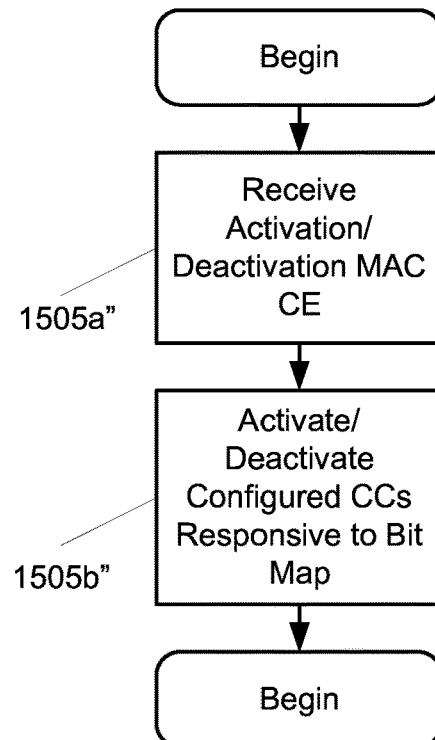 Begin
Receive
Activation/
Deactivation MAC
CE
1505a”
Activate/
Deactivate
Configured CCs
Responsive to Bit
Map
1505b”
Begin